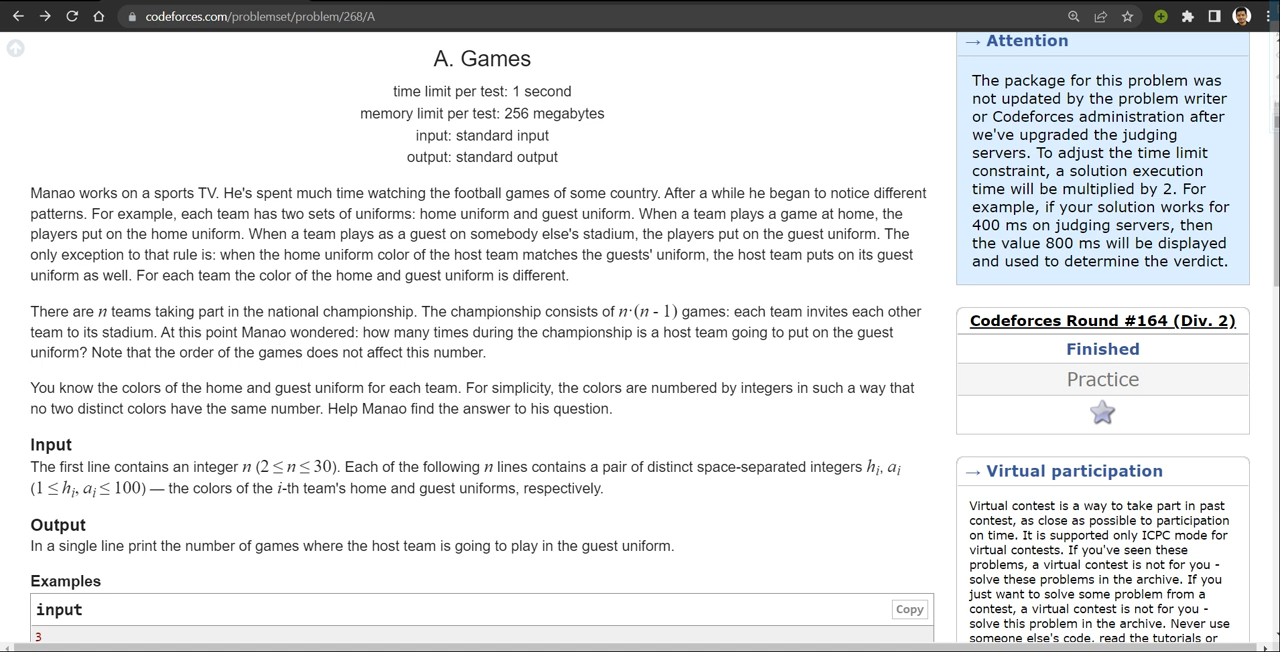 codeforces.com/problemset/problem/268/A
A. Games
time limit per test: 1 second
memory limit per test: 256 megabytes
input: standard input
output: standard output
Manao works on a sports TV. He's spent much time watching the football games of some country. After a while he began to notice different
patterns. For example, each team has two sets of uniforms: home uniform and guest uniform. When a team plays a game at home, the
players put on the home uniform. When a team plays as a guest on somebody else's stadium, the players put on the guest uniform. The
only exception to that rule is: when the home uniform color of the host team matches the guests' uniform, the host team puts on its guest
uniform as well. For each team the color of the home and guest uniform is different.
There are n teams taking part in the national championship. The championship consists of n·(n - 1) games: each team invites each other
team to its stadium. At this point Manao wondered: how many times during the championship is a host team going to put on the guest
uniform? Note that the order of the games does not affect this number.
You know the colors of the home and guest uniform for each team. For simplicity, the colors are numbered by integers in such a way that
no two distinct colors have the same number. Help Manao find the answer to his question.
Input
The first line contains an integer n (2 ≤ n ≤ 30). Each of the following n lines contains a pair of distinct space-separated integers hi, ai
(1 ≤ hi, ai ≤ 100) — the colors of the i-th team's home and guest uniforms, respectively.
Output
In a single line print the number of games where the host team is going to play in the guest uniform.
Examples
input
Copy
3
→ Attention
The package for this problem was
not updated by the problem writer
or Codeforces administration after
we've upgraded the judging
servers. To adjust the time limit
constraint, a solution execution
time will be multiplied by 2. For
example, if your solution works for
400 ms on judging servers, then
the value 800 ms will be displayed
and used to determine the verdict.
Codeforces Round #164 (Div. 2)
Finished
Practice
→ Virtual participation
Virtual contest is a way to take part in past
contest, as close as possible to participation
on time. It is supported only ICPC mode for
virtual contests. If you've seen these
problems, a virtual contest is not for you -
solve these problems in the archive. If you
just want to solve some problem from a
contest, a virtual contest is not for you -
solve this problem in the archive. Never use
someone else's code, read the tutorials or